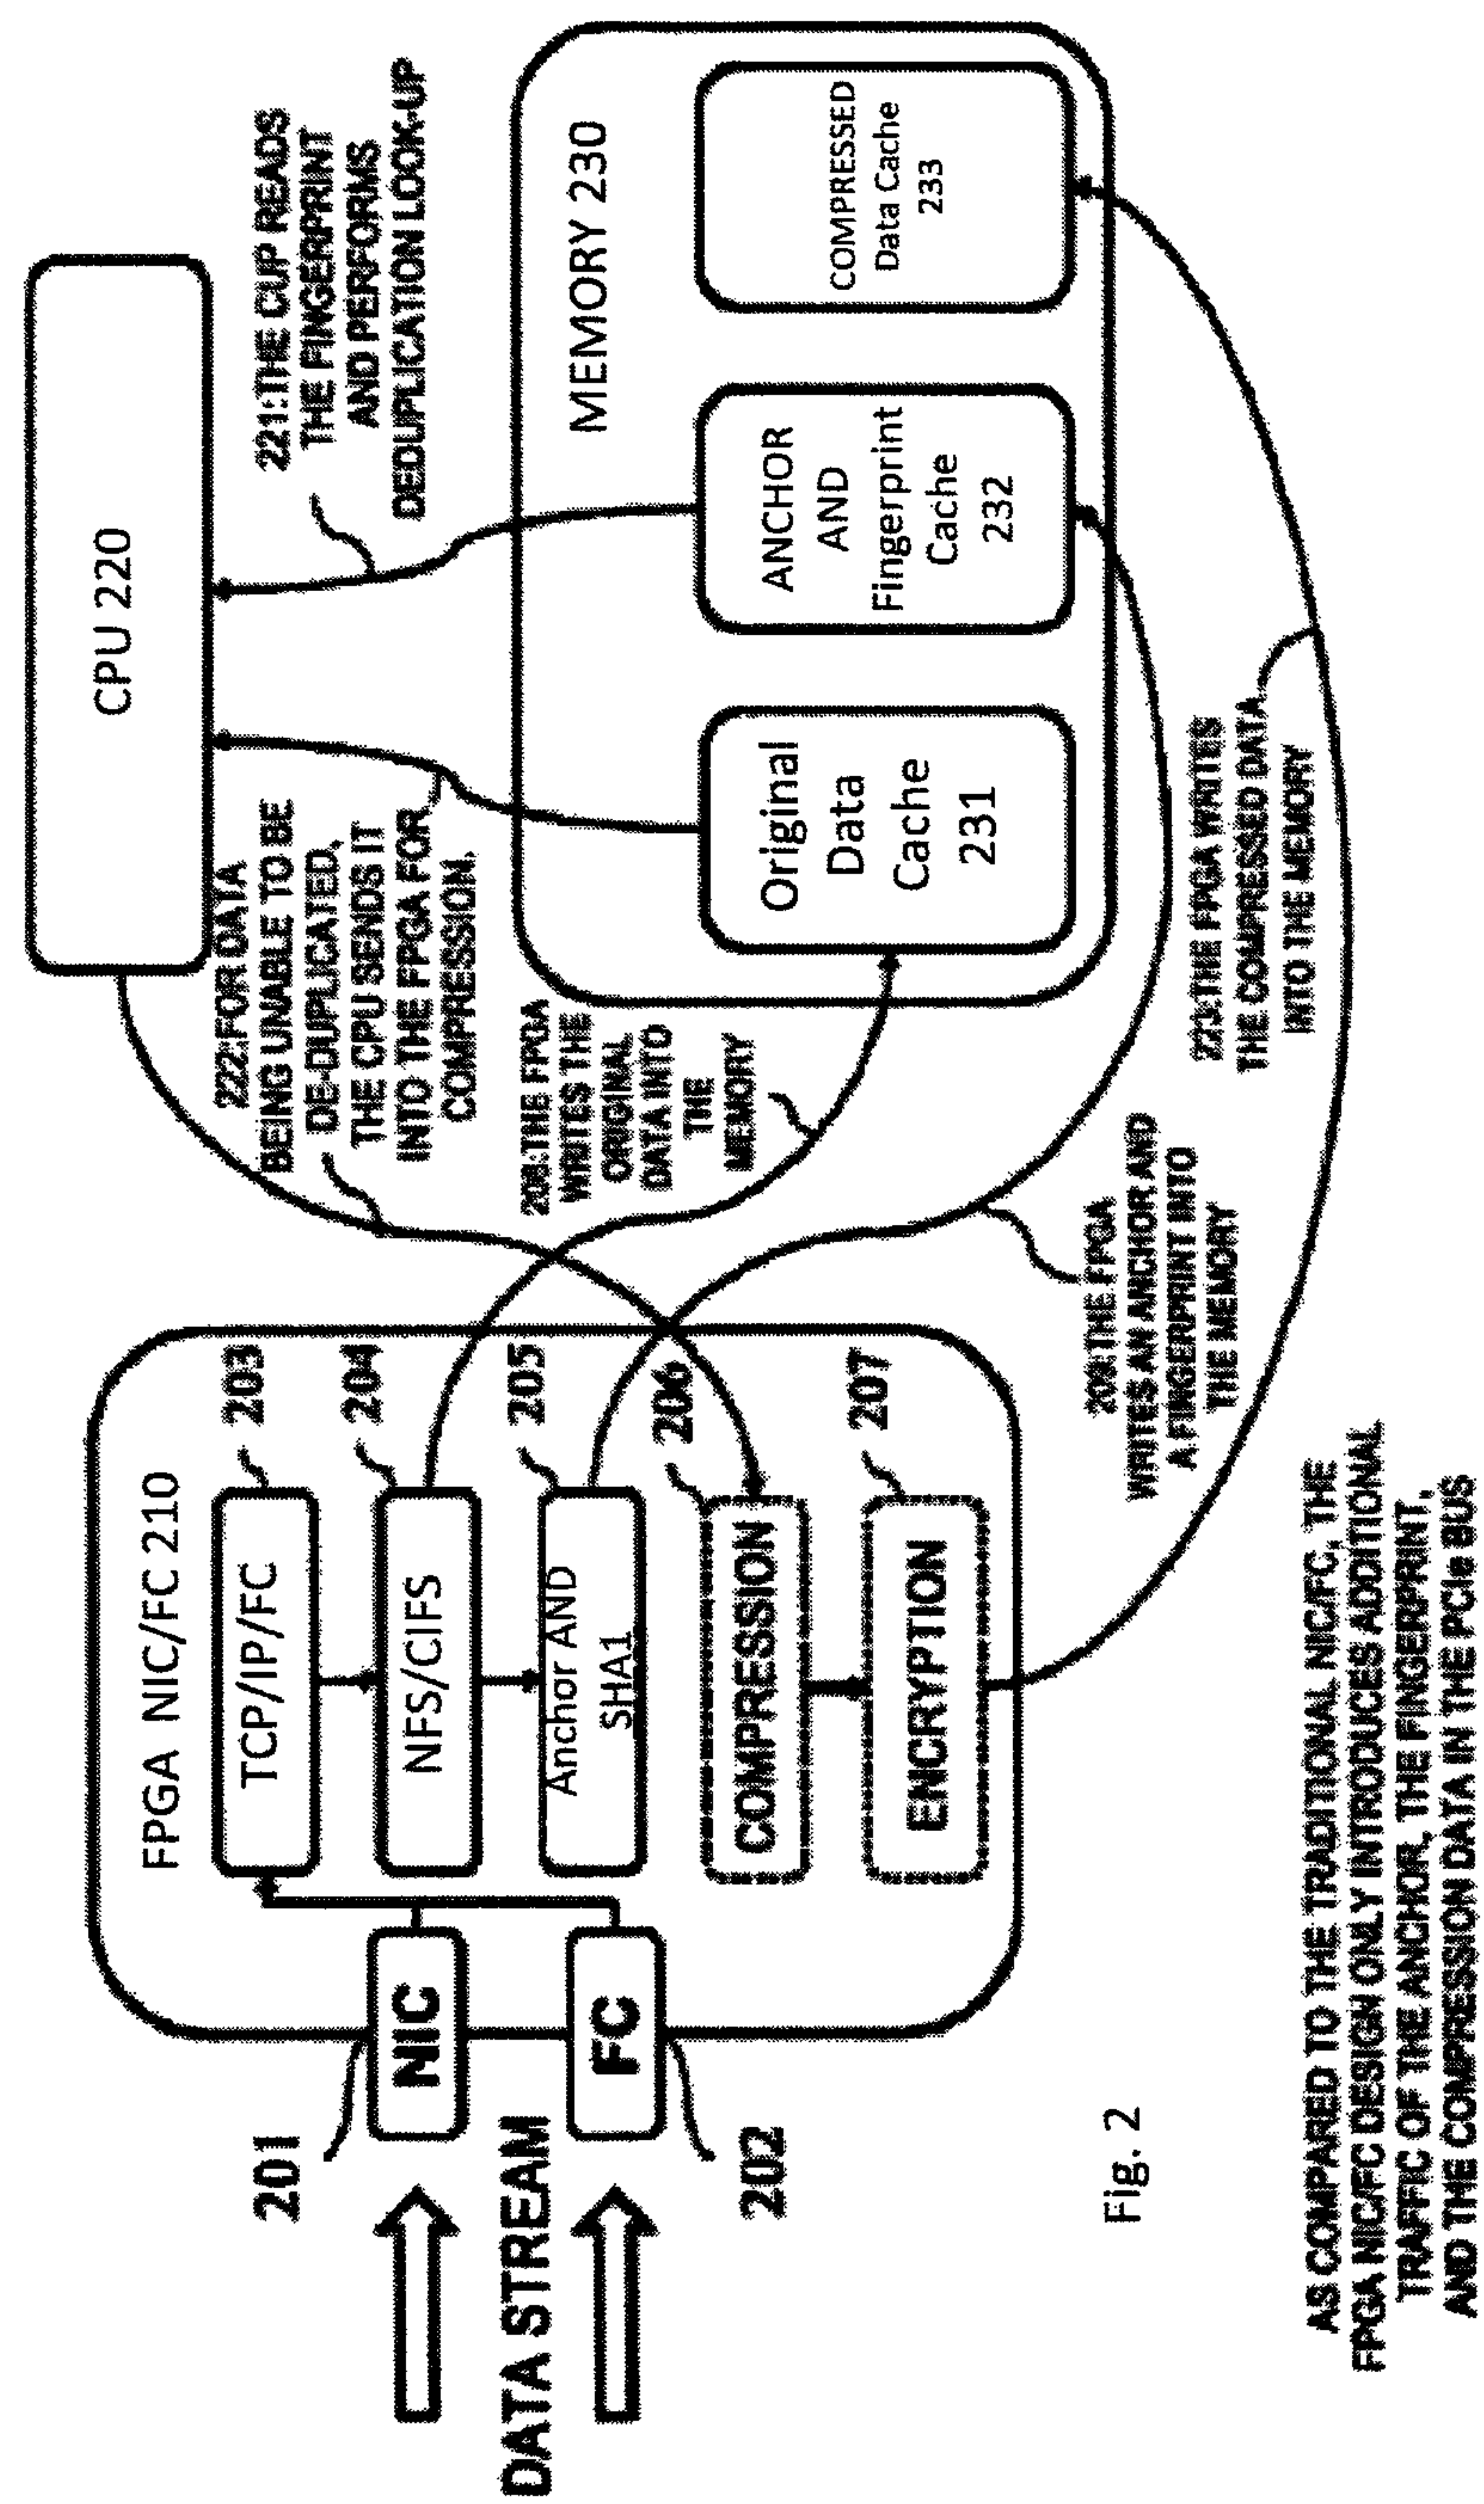 CPU 220
222:FOR DATA
BEING UNABLE TO BE
DE-DUPLICATED,
THE CPU SENDS IT
INTO THE FPGA FOR
COMPRESSION,
221:THE CUP READS
THE FINGERPRINT
AND PERFORMS
DEDUPLICATION LOOK-UP
FPGA NIC/FC 210
TCP/IP/FC
203
NFS/CIFS
204
Anchor AND
SHA1
205
COMPRESSION
206
ENCRYPTION
207
201
NIC
DATA STREAM
FC
202
208:THE FPGA
WRITES THE
ORIGINAL
DATA INTO
THE
MEMORY
MEMORY 230
Original
Data
Cache
231
ANCHOR
AND
Fingerprint
Cache
232
COMPRESSED
Data Cache
233
209:THE FPGA
WRITES AN ANCHOR AND
A FINGERPRINT INTO
THE MEMORY
223:THE FPGA WRITES
THE COMPRESSED DATA
INTO THE MEMORY
Fig. 2
AS COMPARED TO THE TRADITIONAL NIC/FC, THE
FPGA NIC/FC DESIGN ONLY INTRODUCES ADDITIONAL
TRAFFIC OF THE ANCHOR, THE FINGERPRINT,
AND THE COMPRESSION DATA IN THE PCIe BUS